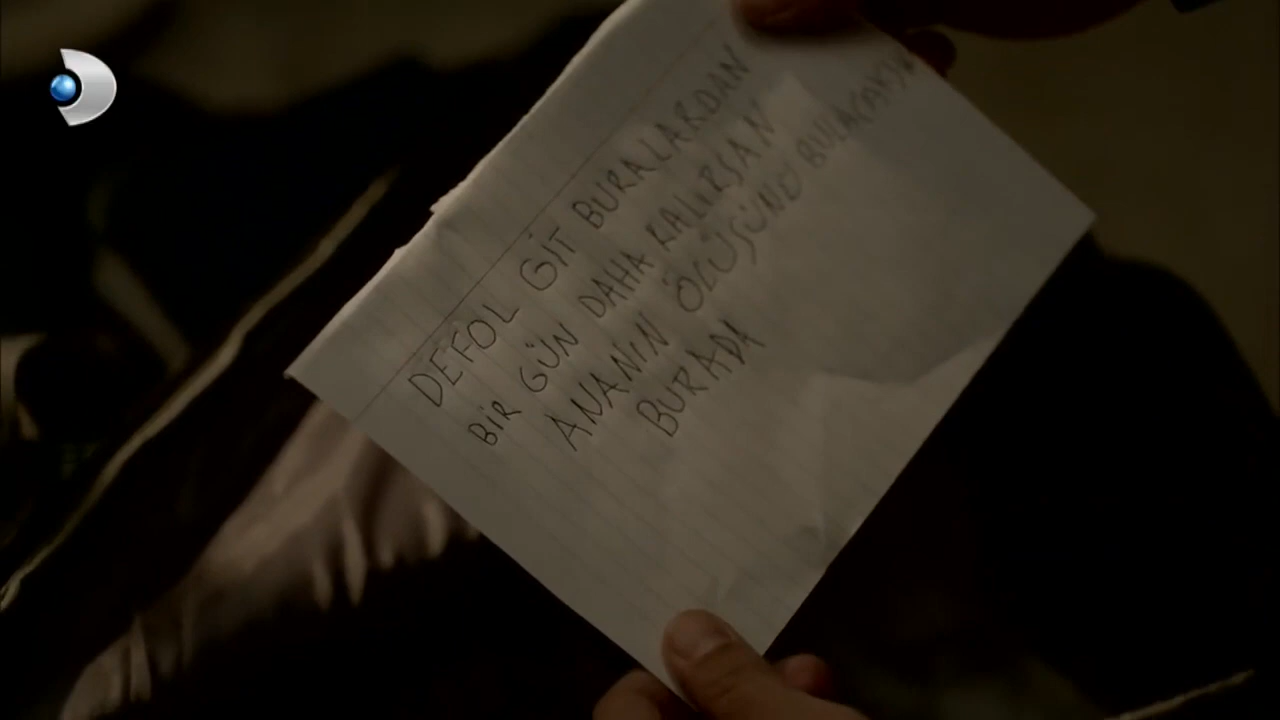 DEFOL GİT BURALARDAN
BİR GÜN DAHA KALIRSAN
ANANIN ÖLÜSÜNÜ BULACAKSIN
BURADA